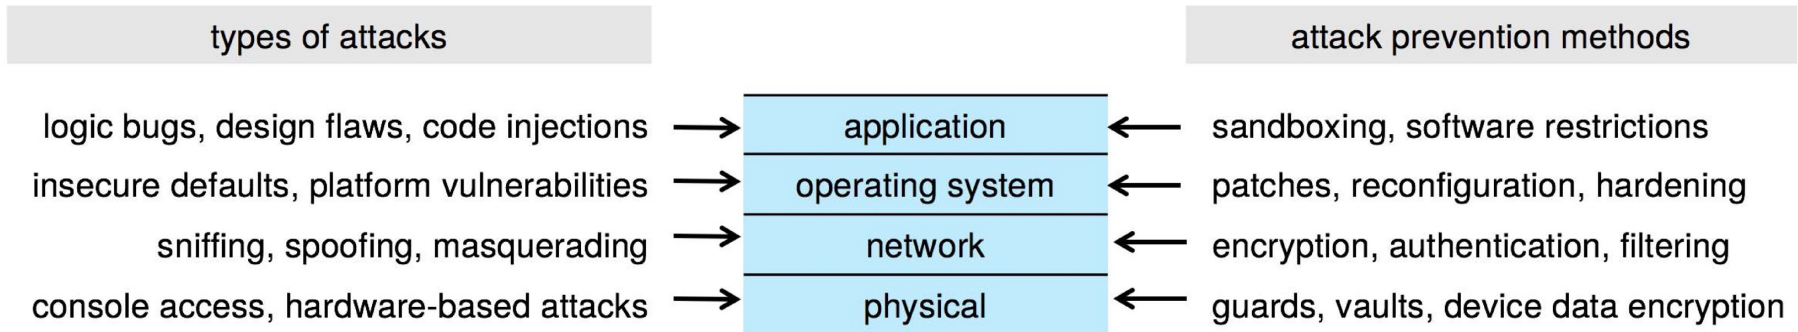 types of attacks
attack prevention methods
logic bugs, design flaws, code injections
application
sandboxing, software restrictions
insecure defaults, platform vulnerabilities
operating system
patches, reconfiguration, hardening
sniffing, spoofing, masquerading
network
encryption, authentication, filtering
console access, hardware-based attacks
physical
guards, vaults, device data encryption